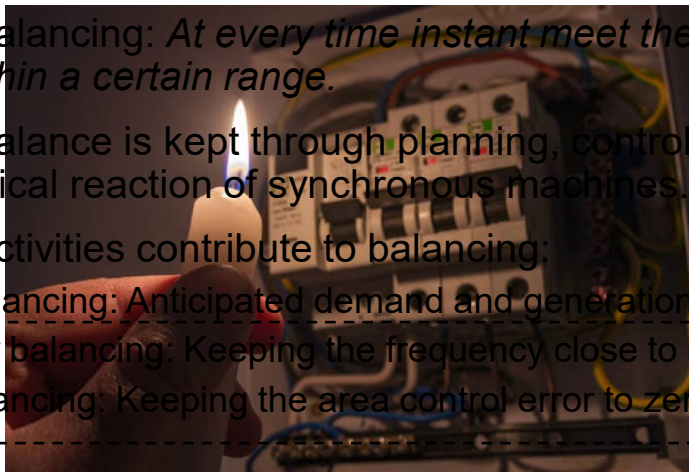 alancing: At every time instant meet the
hin a certain range.
alance is kept through planning, control
ical reaction of synchronous machines.
ctivities contribute to balancing:
ancing: Anticipated demand and generation
balancing: Keeping the frequency close to
ancing: Keeping the area control error to zer